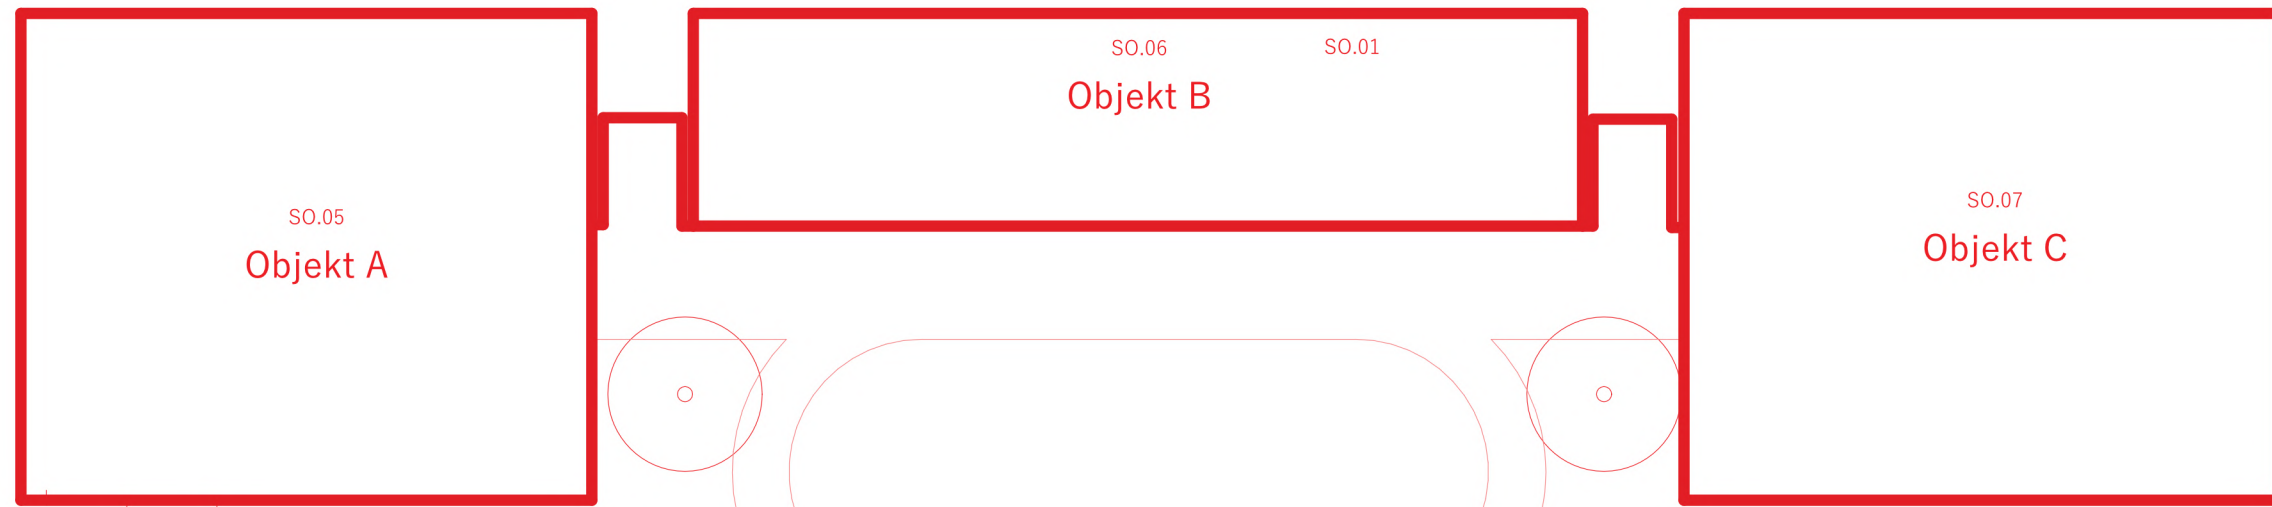 SO.05
Objekt A
SO.06
SO.01
Objekt B
SO.07
Objekt C